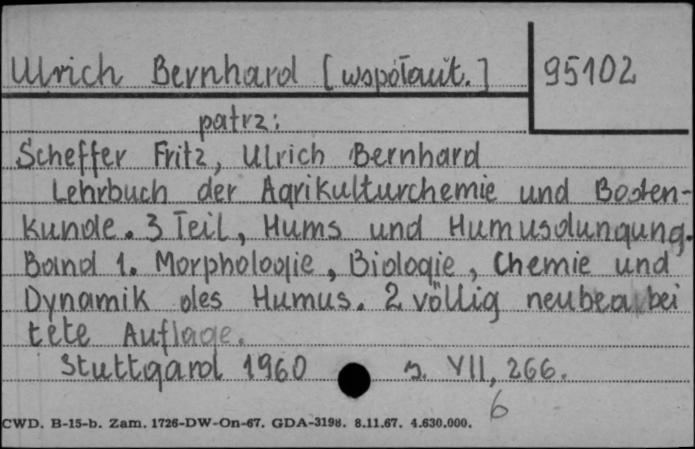 Ulrich Bernhard [współaut.] 95102
patrz:
Scheffer Fritz, Ulrich Bernhard
Lehrbuch der Agrikulturchemie und Boden-
kunde. 3 Teil, Hums und Humusdungung.
Band 1. Morphologie, Biologie, Chemie und
Dynamik des Humus. 2 völlig neubearbei
tete Auflage.
Stuttgard 1960 s. VII, 266.
6
CWD. B-15-b. Zam. 1726-DW-On-67. GDA-3198. 8.11.67. 4.630.000.